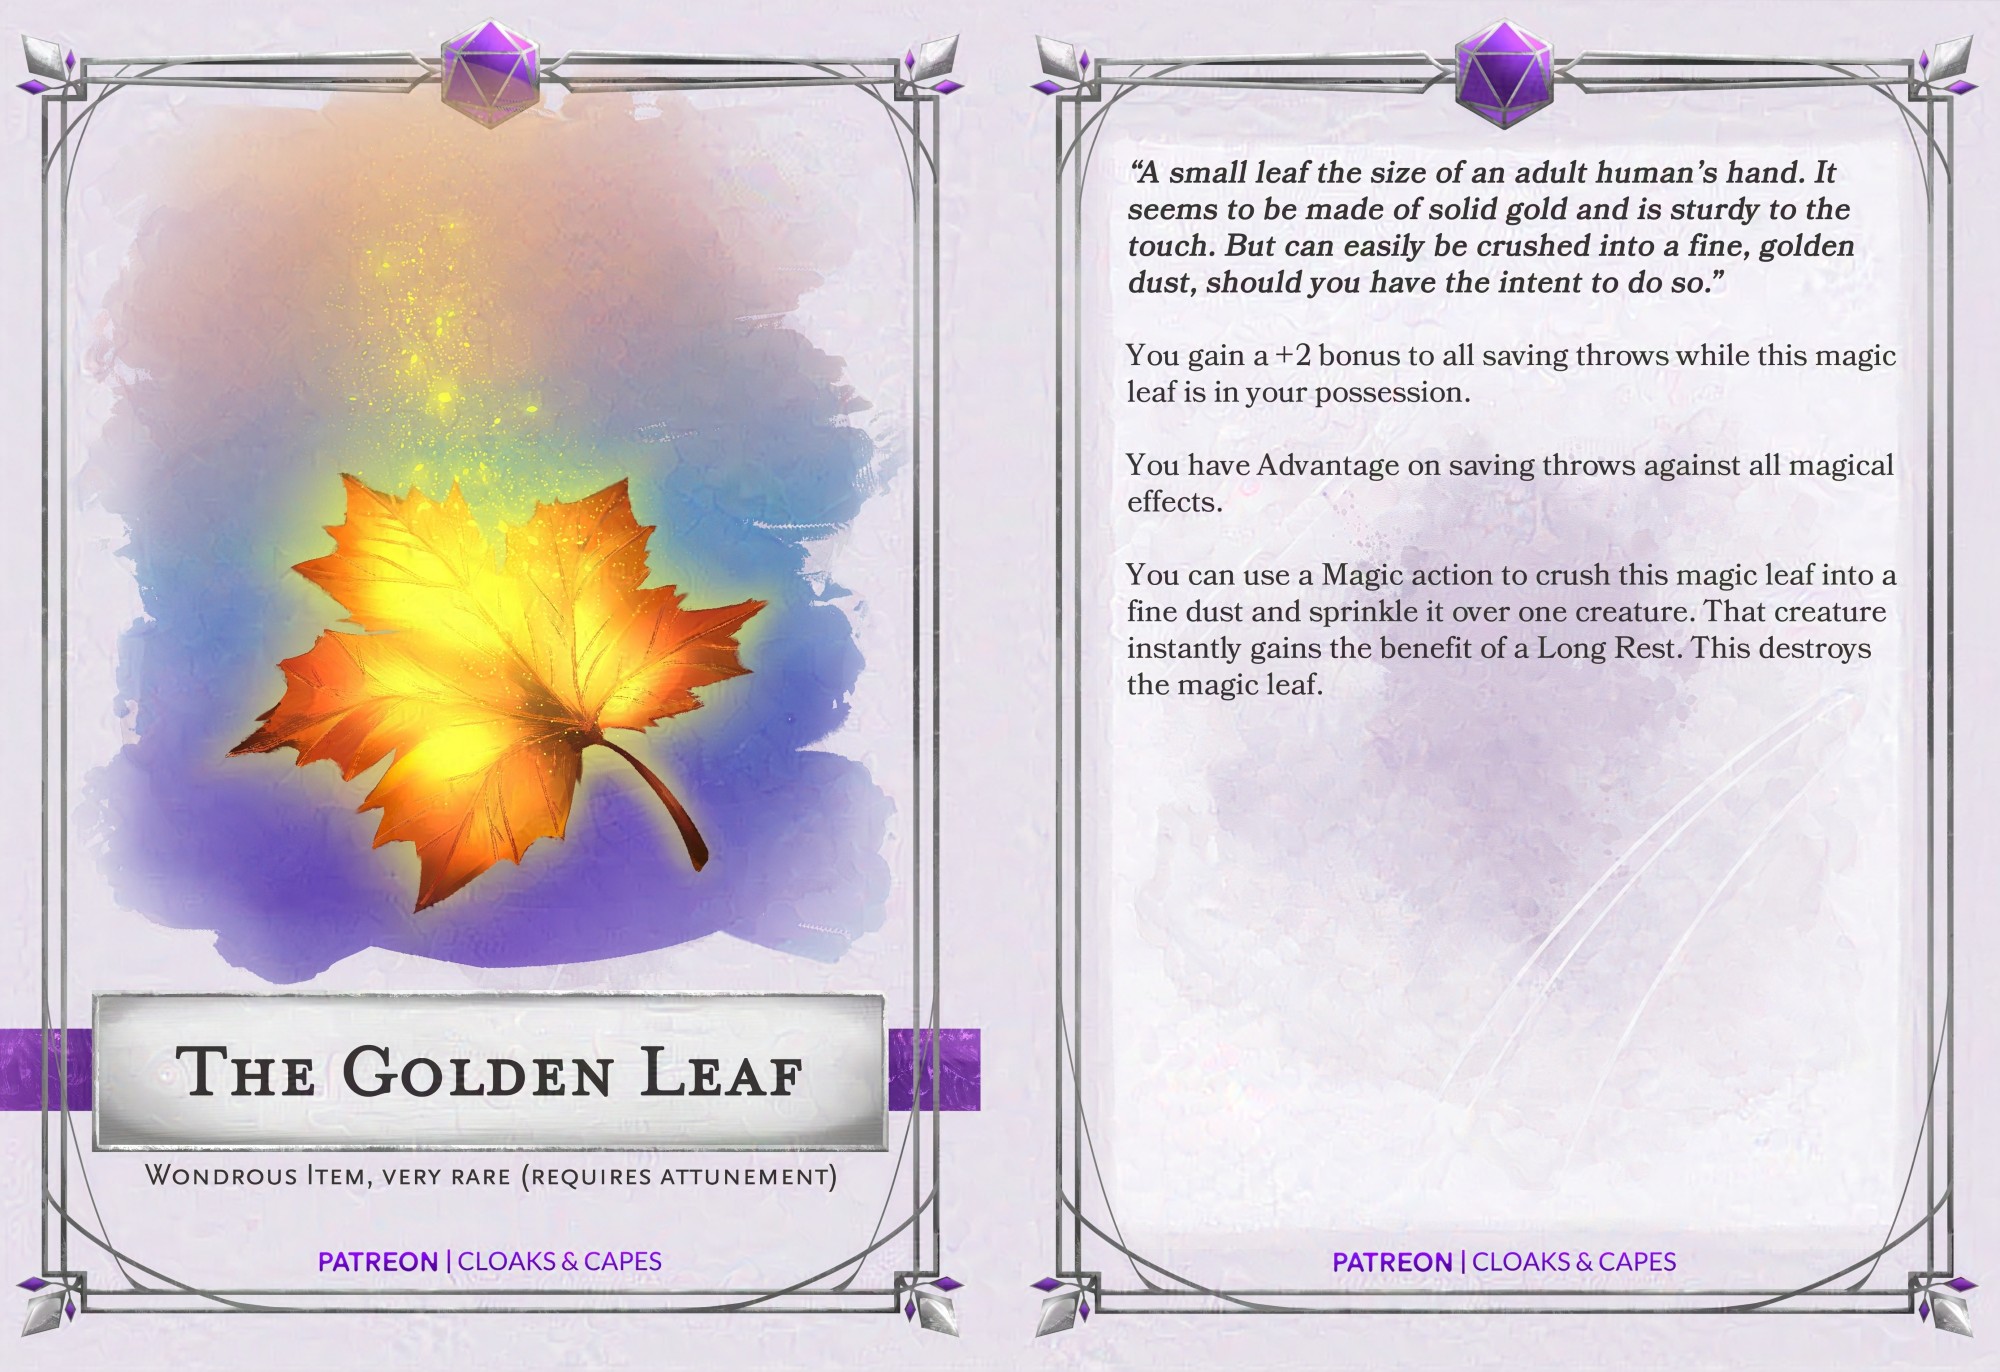 The Golden Leaf
Wondrous Item, very rare (requires attunement)
PATREON | CLOAKS & CAPES
“A small leaf the size of an adult human’s hand. It
seems to be made of solid gold and is sturdy to the
touch. But can easily be crushed into a fine, golden
dust, should you have the intent to do so.”
You gain a +2 bonus to all saving throws while this magic
leaf is in your possession.
You have Advantage on saving throws against all magical
effects.
You can use a Magic action to crush this magic leaf into a
fine dust and sprinkle it over one creature. That creature
instantly gains the benefit of a Long Rest. This destroys
the magic leaf.
PATREON | CLOAKS & CAPES